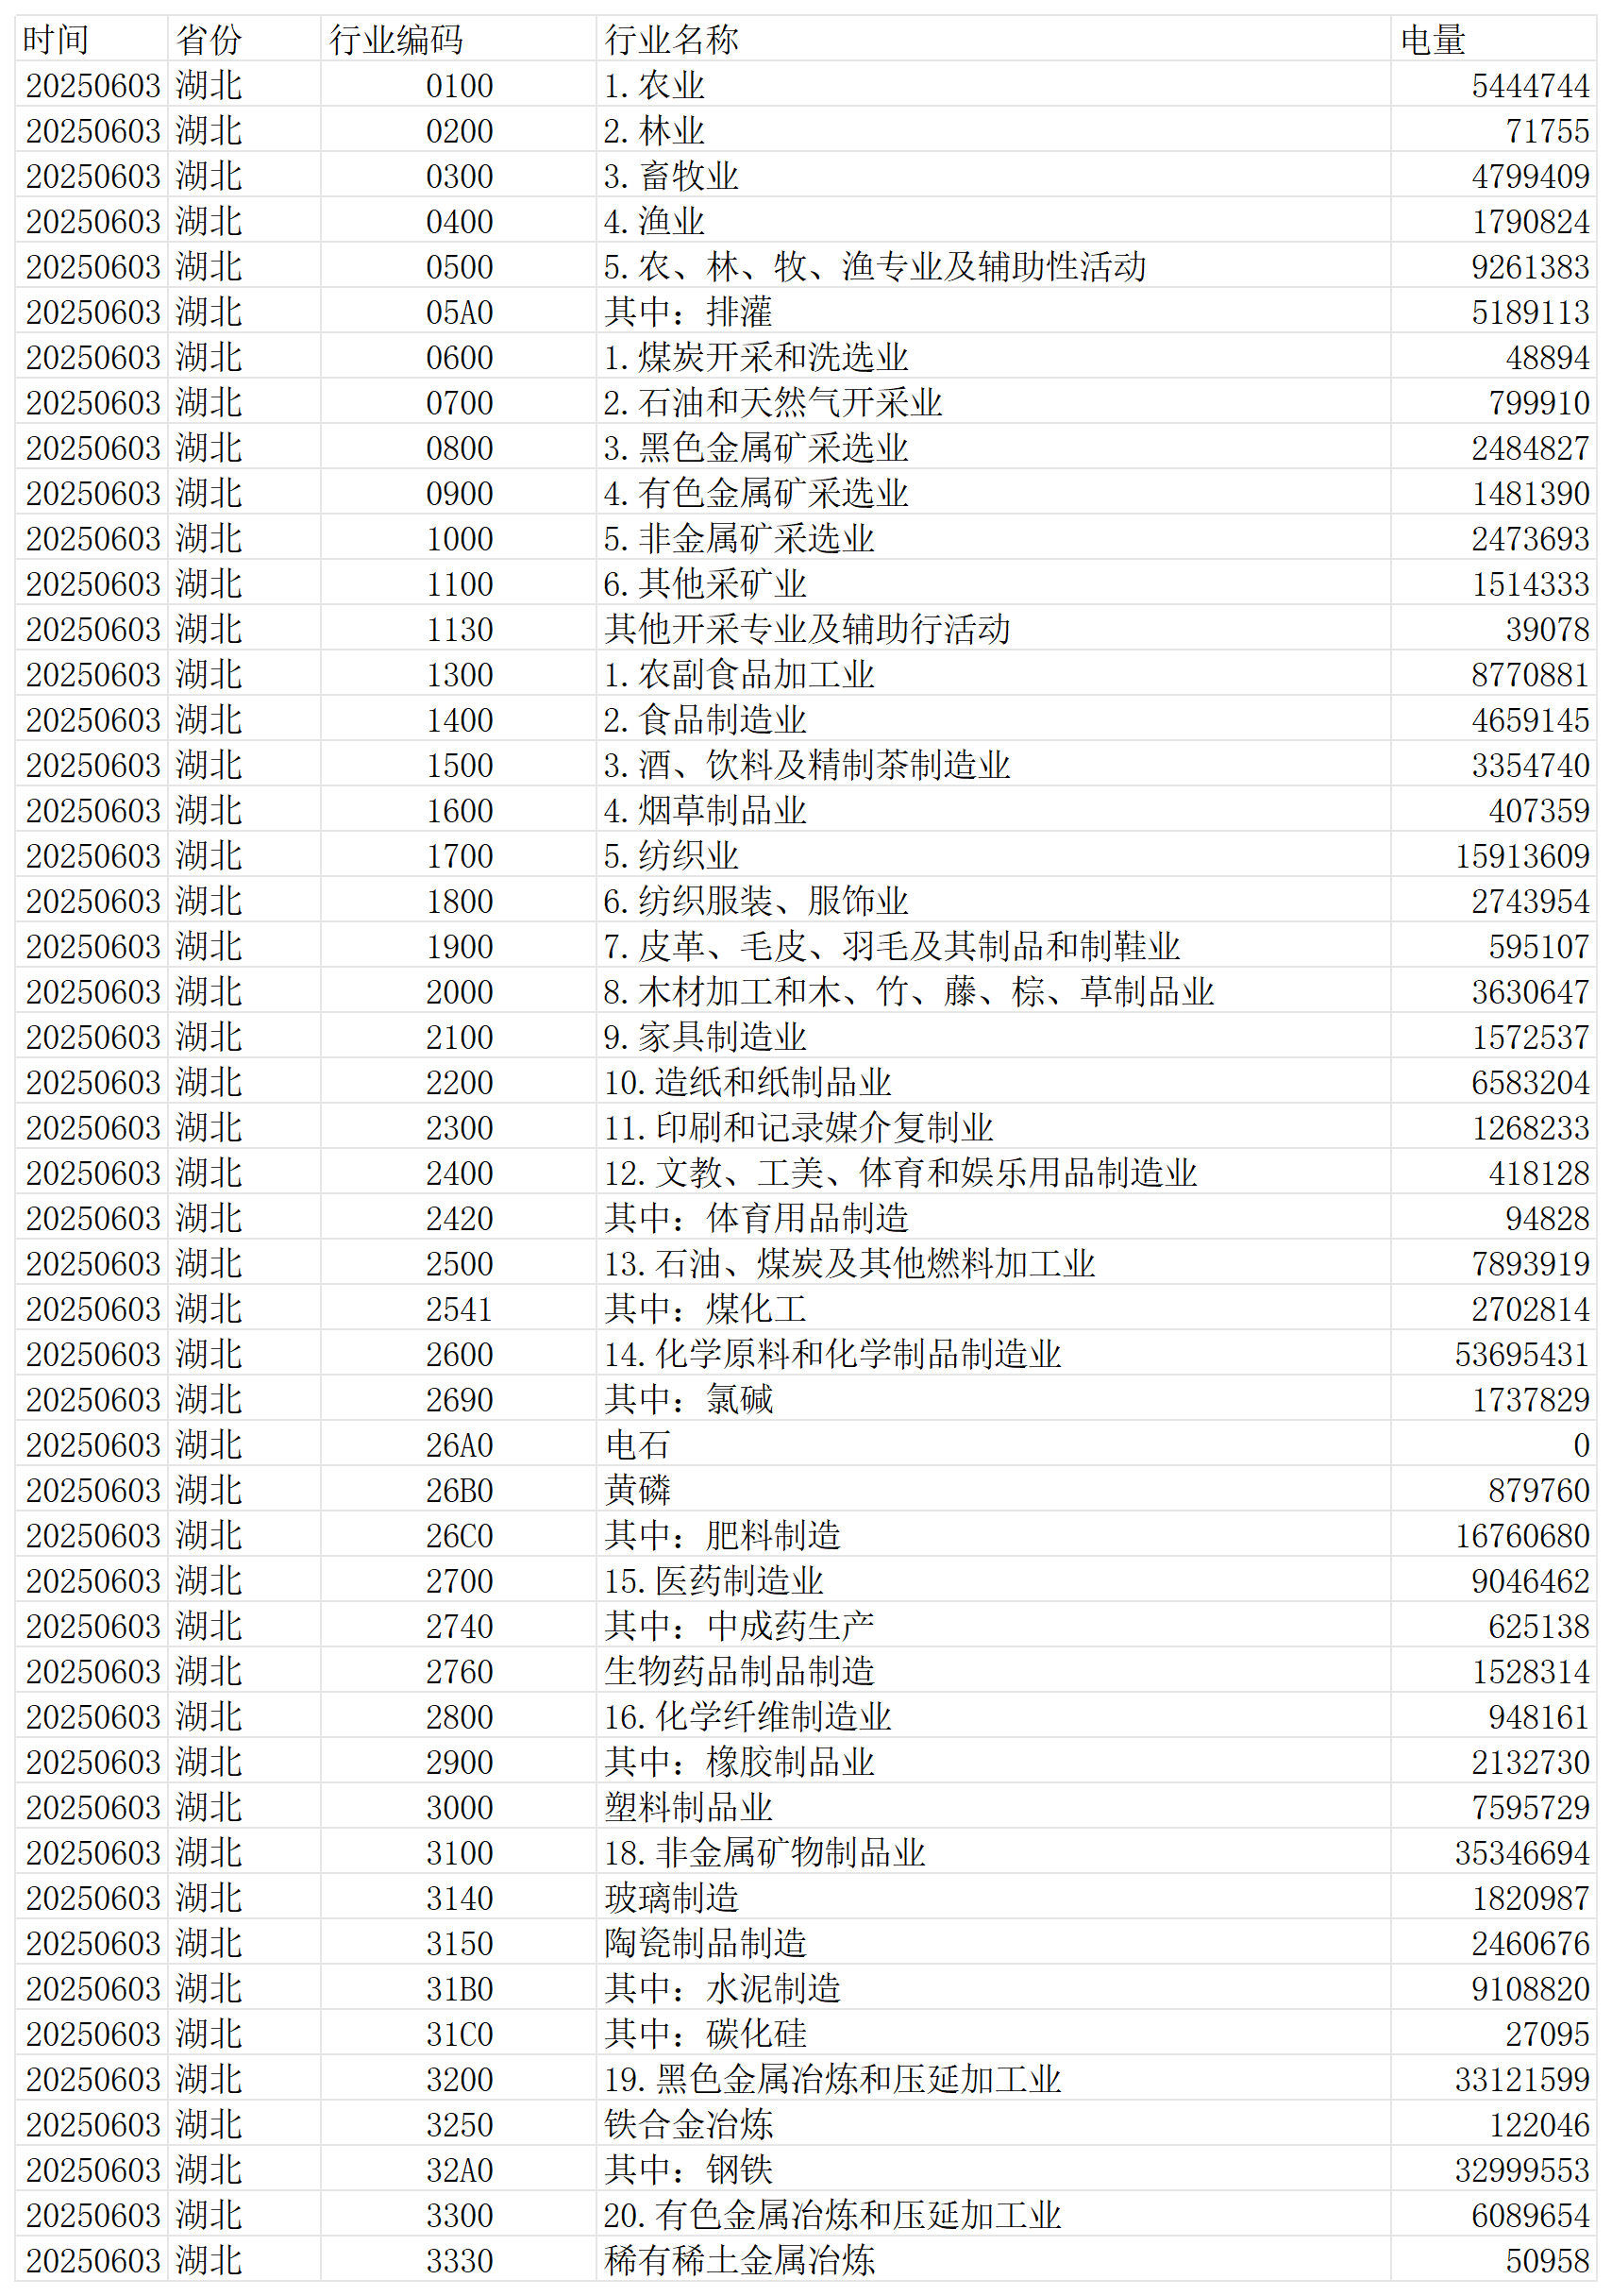 时间 省份 行业编码 行业名称 电量
20250603 湖北 0100 1.农业 5444744
20250603 湖北 0200 2.林业 71755
20250603 湖北 0300 3.畜牧业 4799409
20250603 湖北 0400 4.渔业 1790824
20250603 湖北 0500 5.农、林、牧、渔专业及辅助性活动 9261383
20250603 湖北 05A0 其中：排灌 5189113
20250603 湖北 0600 1.煤炭开采和洗选业 48894
20250603 湖北 0700 2.石油和天然气开采业 799910
20250603 湖北 0800 3.黑色金属矿采选业 2484827
20250603 湖北 0900 4.有色金属矿采选业 1481390
20250603 湖北 1000 5.非金属矿采选业 2473693
20250603 湖北 1100 6.其他采矿业 1514333
20250603 湖北 1130 其他开采专业及辅助行活动 39078
20250603 湖北 1300 1.农副食品加工业 8770881
20250603 湖北 1400 2.食品制造业 4659145
20250603 湖北 1500 3.酒、饮料及精制茶制造业 3354740
20250603 湖北 1600 4.烟草制品业 407359
20250603 湖北 1700 5.纺织业 15913609
20250603 湖北 1800 6.纺织服装、服饰业 2743954
20250603 湖北 1900 7.皮革、毛皮、羽毛及其制品和制鞋业 595107
20250603 湖北 2000 8.木材加工和木、竹、藤、棕、草制品业 3630647
20250603 湖北 2100 9.家具制造业 1572537
20250603 湖北 2200 10.造纸和纸制品业 6583204
20250603 湖北 2300 11.印刷和记录媒介复制业 1268233
20250603 湖北 2400 12.文教、工美、体育和娱乐用品制造业 418128
20250603 湖北 2420 其中：体育用品制造 94828
20250603 湖北 2500 13.石油、煤炭及其他燃料加工业 7893919
20250603 湖北 2541 其中：煤化工 2702814
20250603 湖北 2600 14.化学原料和化学制品制造业 53695431
20250603 湖北 2690 其中：氯碱 1737829
20250603 湖北 26A0 电石 0
20250603 湖北 26B0 黄磷 879760
20250603 湖北 26C0 其中：肥料制造 16760680
20250603 湖北 2700 15.医药制造业 9046462
20250603 湖北 2740 其中：中成药生产 625138
20250603 湖北 2760 生物药品制品制造 1528314
20250603 湖北 2800 16.化学纤维制造业 948161
20250603 湖北 2900 其中：橡胶制品业 2132730
20250603 湖北 3000 塑料制品业 7595729
20250603 湖北 3100 18.非金属矿物制品业 35346694
20250603 湖北 3140 玻璃制造 1820987
20250603 湖北 3150 陶瓷制品制造 2460676
20250603 湖北 31B0 其中：水泥制造 9108820
20250603 湖北 31C0 其中：碳化硅 27095
20250603 湖北 3200 19.黑色金属冶炼和压延加工业 33121599
20250603 湖北 3250 铁合金冶炼 122046
20250603 湖北 32A0 其中：钢铁 32999553
20250603 湖北 3300 20.有色金属冶炼和压延加工业 6089654
20250603 湖北 3330 稀有稀土金属冶炼 50958